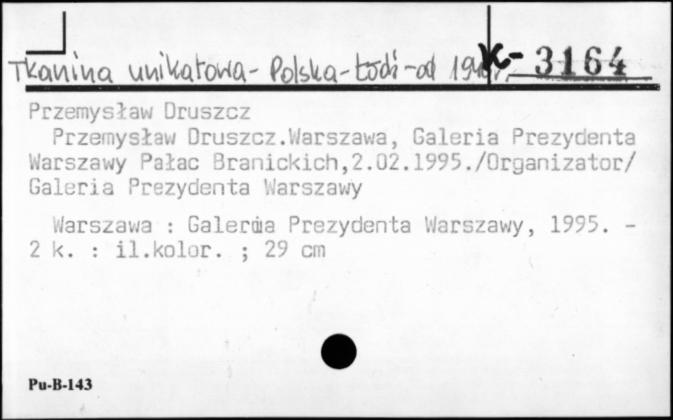 Tkanina unikatowa - Polska - Łódź - od 19 K- 3164
Przemysław Druszcz
Przemysław Druszcz.Warszawa, Galeria Prezydenta
Warszawy Pałac Branickich,2.02.1995./Organizator/
Galeria Prezydenta Warszawy
Warszawa : Galeria Prezydenta Warszawy, 1995. -
2 k. : il.kolor. ; 29 cm
Pu-B-143